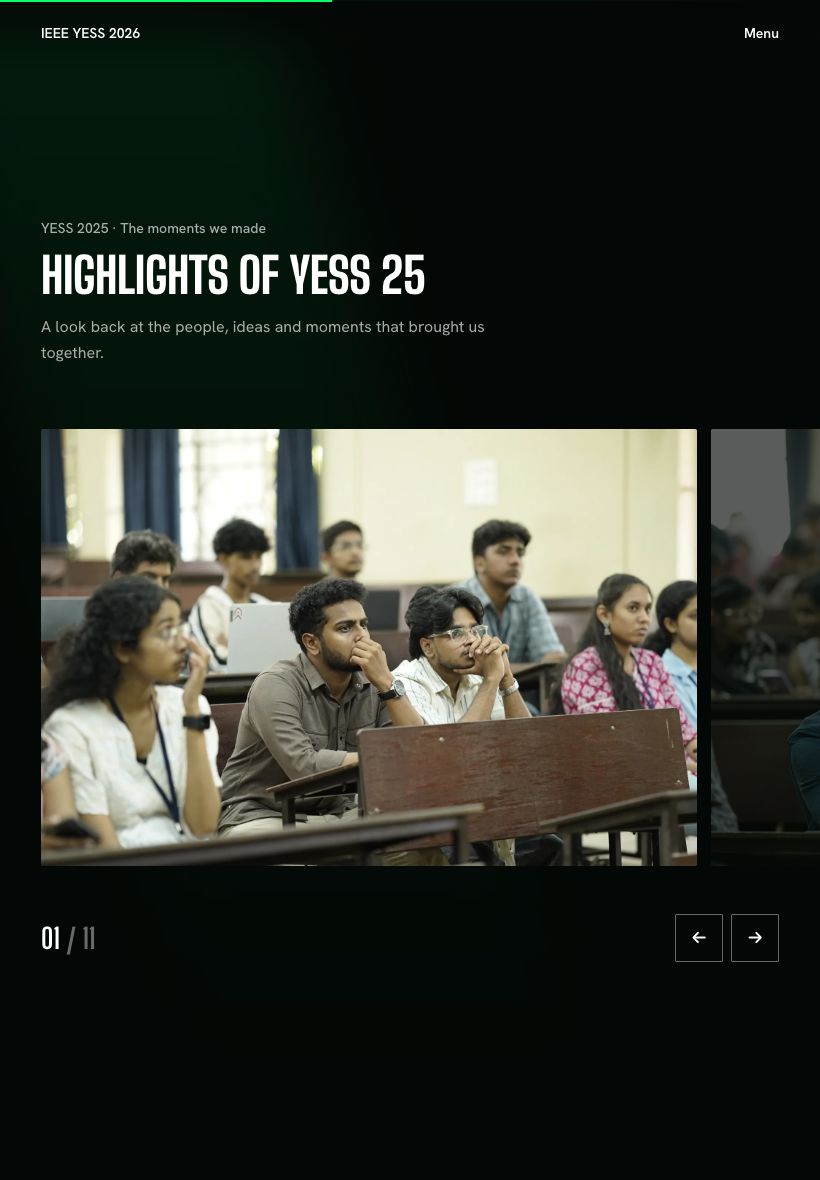 IEEE YESS 2026
Menu
YESS 2025 · The moments we made
HIGHLIGHTS OF YESS 25
A look back at the people, ideas and moments that brought us
together.
01 / 11